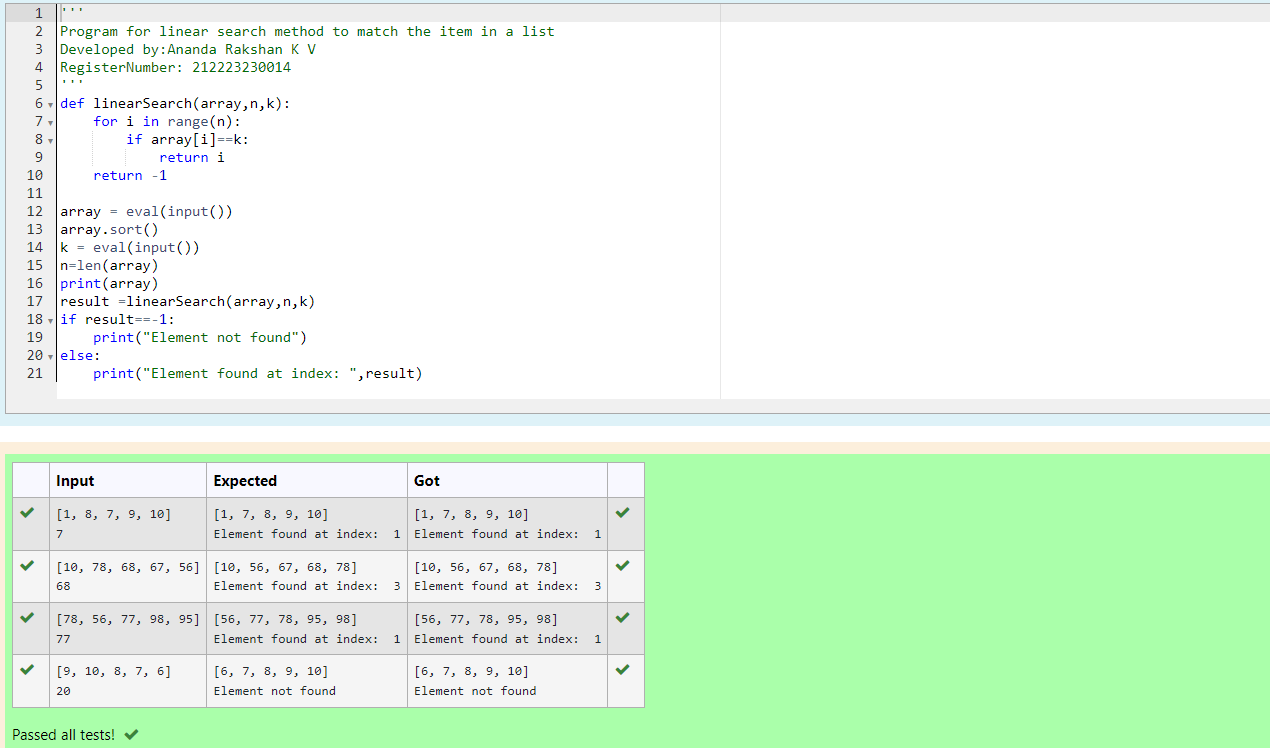 1 '''
2 Program for linear search method to match the item in a list
3 Developed by:Ananda Rakshan K V
4 RegisterNumber: 212223230014
5 '''
6 def linearSearch(array,n,k):
7     for i in range(n):
8         if array[i]==k:
9             return i
10     return -1
11
12 array = eval(input())
13 array.sort()
14 k = eval(input())
15 n=len(array)
16 print(array)
17 result =linearSearch(array,n,k)
18 if result==-1:
19     print("Element not found")
20 else:
21     print("Element found at index: ",result)
Input Expected Got
[1, 8, 7, 9, 10] [1, 7, 8, 9, 10] [1, 7, 8, 9, 10]
7 Element found at index:  1 Element found at index:  1
[10, 78, 68, 67, 56] [10, 56, 67, 68, 78] [10, 56, 67, 68, 78]
68 Element found at index:  3 Element found at index:  3
[78, 56, 77, 98, 95] [56, 77, 78, 95, 98] [56, 77, 78, 95, 98]
77 Element found at index:  1 Element found at index:  1
[9, 10, 8, 7, 6] [6, 7, 8, 9, 10] [6, 7, 8, 9, 10]
20 Element not found Element not found
Passed all tests!